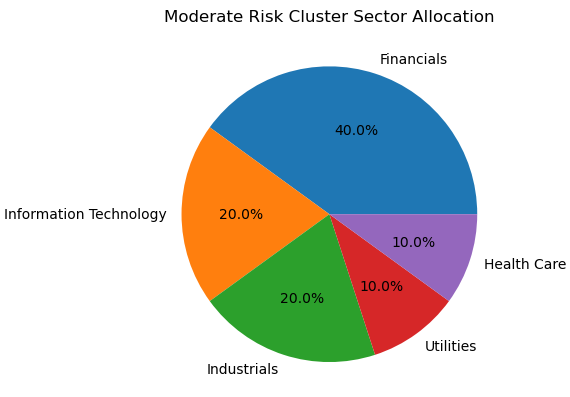 Moderate Risk Cluster Sector Allocation
Financials
40.0%
Information Technology
20.0%
Industrials
20.0%
Utilities
10.0%
Health Care
10.0%